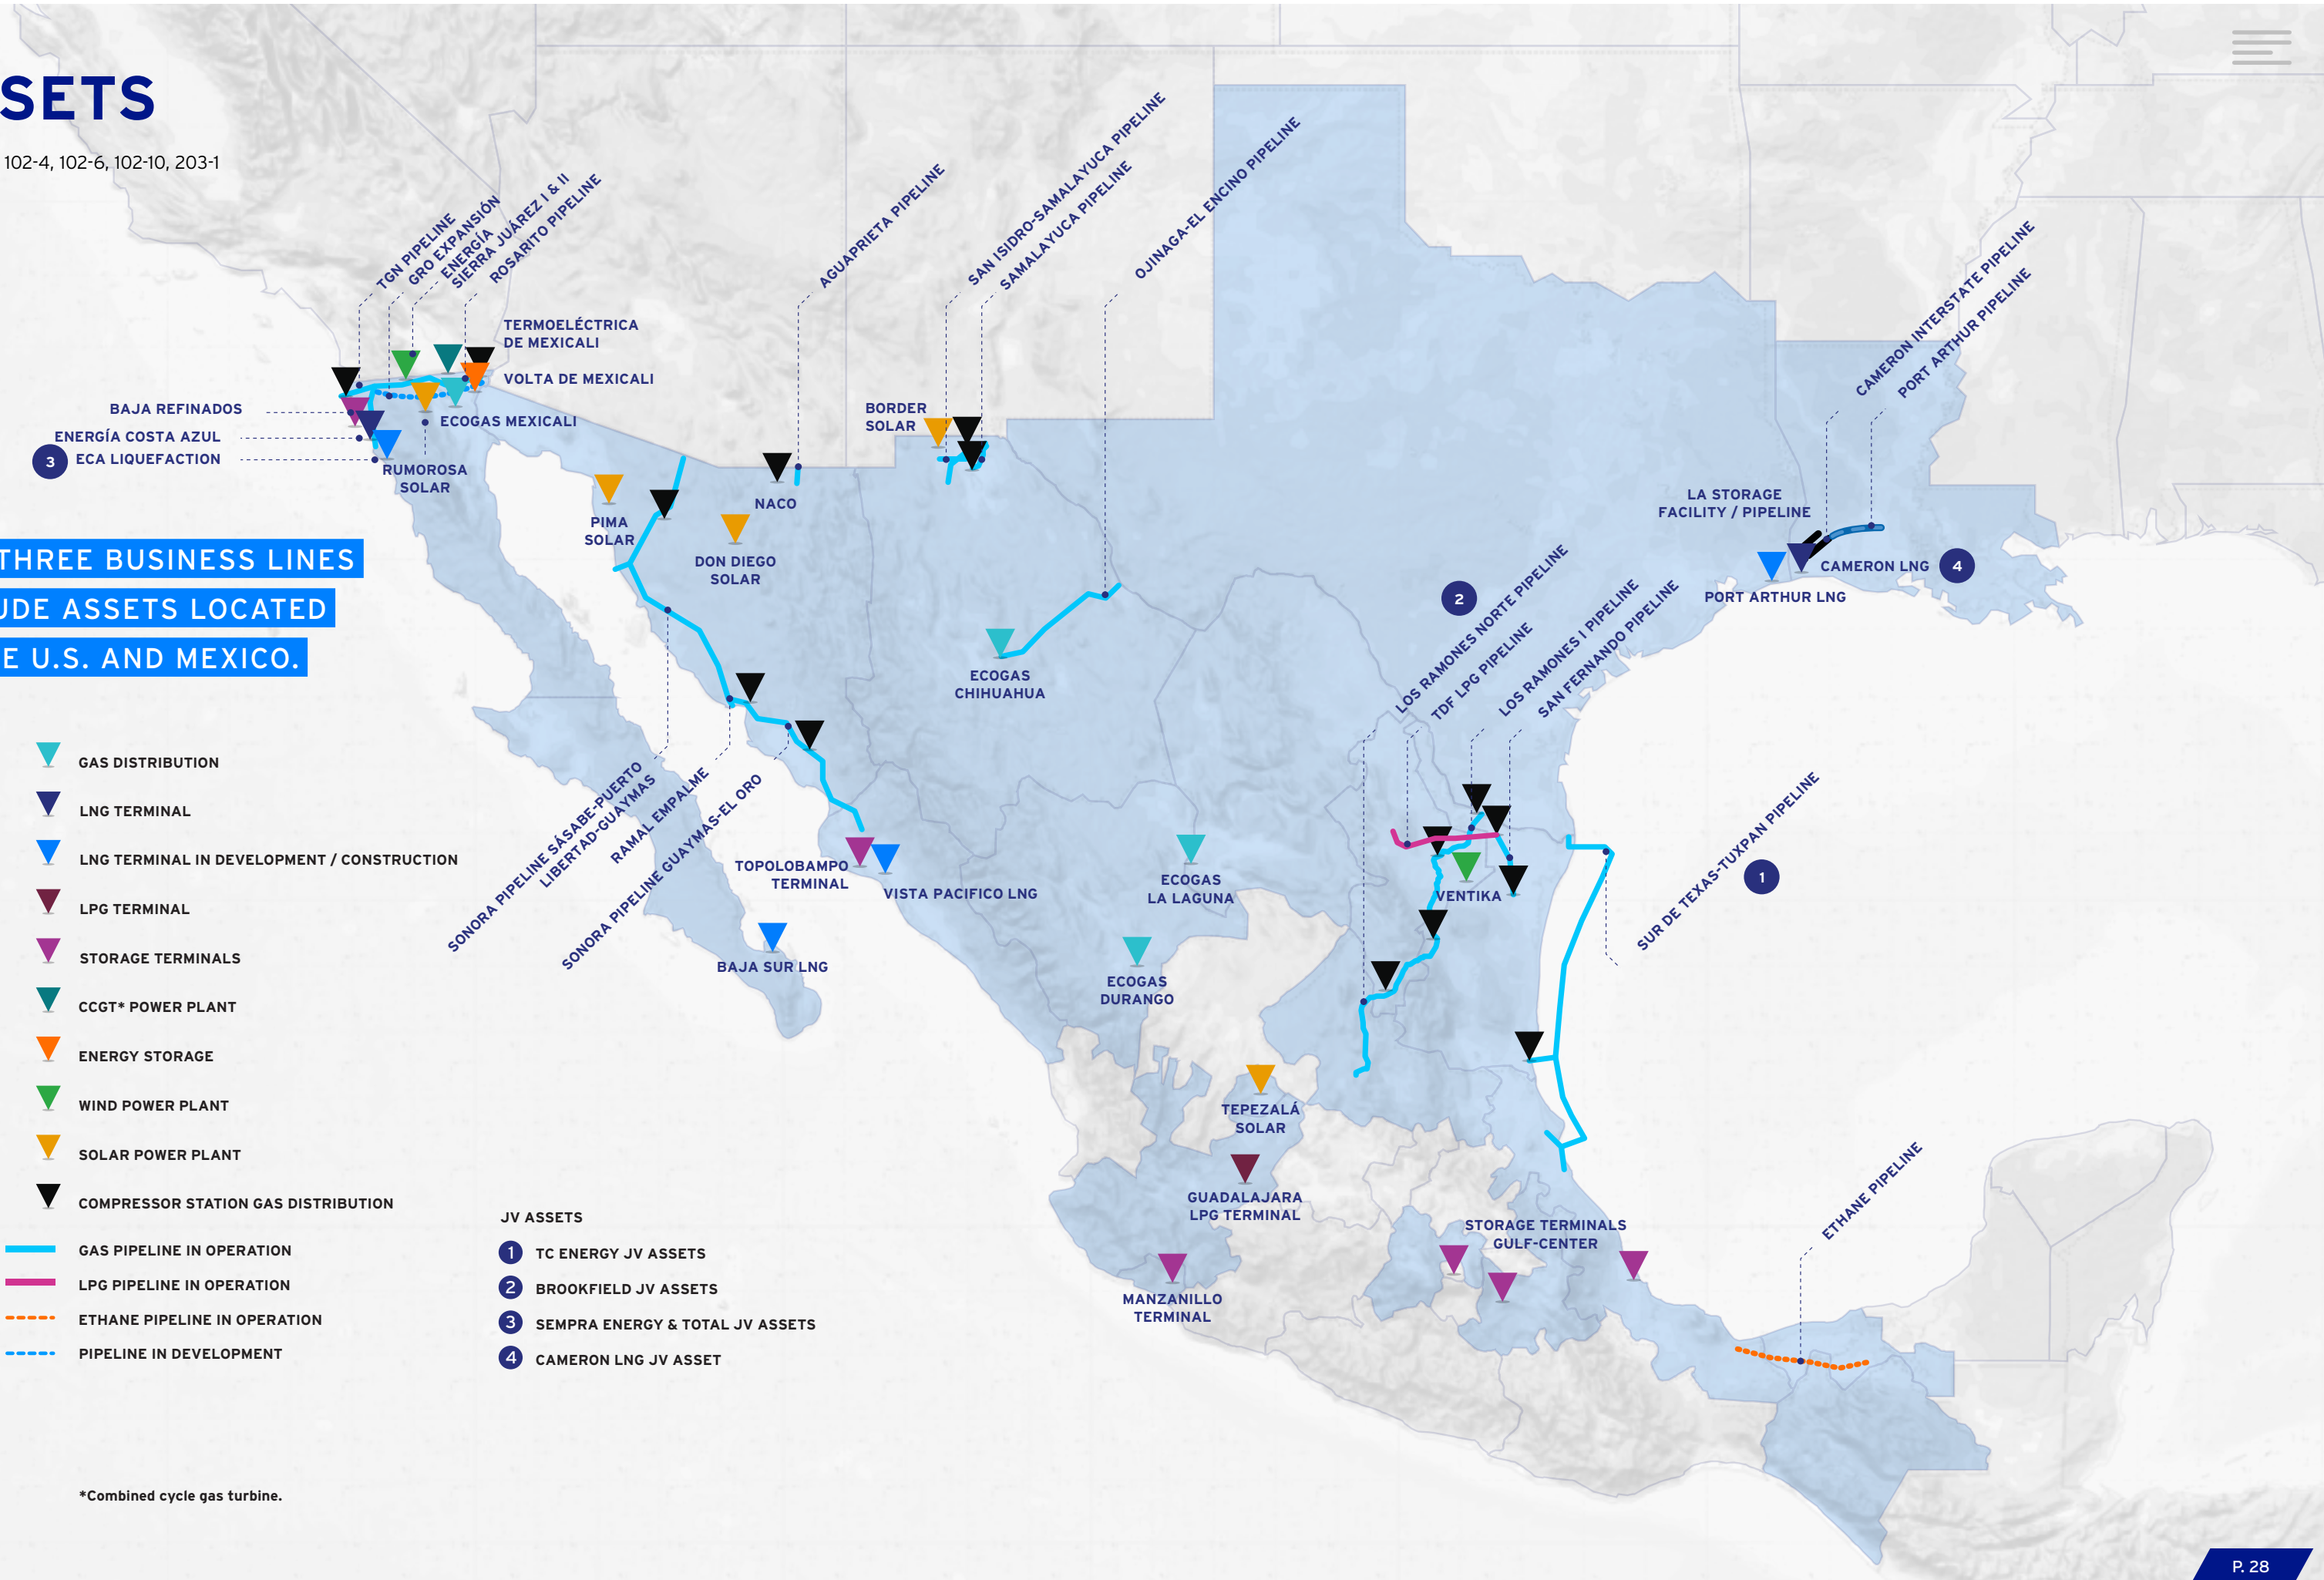 SETS
102-4, 102-6, 102-10, 203-1
TGN PIPELINE
GRO EXPANSIÓN
ENERGÍA
SIERRA JUÁREZ I & II
ROSARITO PIPELINE
AGUAPRIETA PIPELINE
SAN ISIDRO-SAMALAYUCA PIPELINE
SAMALAYUCA PIPELINE
OJINAGA-EL ENCINO PIPELINE
CAMERON INTERSTATE PIPELINE
PORT ARTHUR PIPELINE
TERMOELÉCTRICA
DE MEXICALI
VOLTA DE MEXICALI
BAJA REFINADOS
ENERGÍA COSTA AZUL
3 ECA LIQUEFACTION
ECOGAS MEXICALI
RUMOROSA
SOLAR
BORDER
SOLAR
PIMA
SOLAR
NACO
DON DIEGO
SOLAR
LA STORAGE
FACILITY / PIPELINE
CAMERON LNG 4
PORT ARTHUR LNG
THREE BUSINESS LINES
UDE ASSETS LOCATED
E U.S. AND MEXICO.
2
LOS RAMONES NORTE PIPELINE
TDF LPG PIPELINE
LOS RAMONES I PIPELINE
SAN FERNANDO PIPELINE
ECOGAS
CHIHUAHUA
SONORA PIPELINE SÁSABE-PUERTO
LIBERTAD-GUAYMAS
RAMAL EMPALME
SONORA PIPELINE GUAYMAS-EL ORO
TOPOLOBAMPO
TERMINAL
VISTA PACIFICO LNG
BAJA SUR LNG
ECOGAS
LA LAGUNA
ECOGAS
DURANGO
VENTIKA
SUR DE TEXAS-TUXPAN PIPELINE
1
TEPEZALÁ
SOLAR
GUADALAJARA
LPG TERMINAL
MANZANILLO
TERMINAL
STORAGE TERMINALS
GULF-CENTER
ETHANE PIPELINE
GAS DISTRIBUTION
LNG TERMINAL
LNG TERMINAL IN DEVELOPMENT / CONSTRUCTION
LPG TERMINAL
STORAGE TERMINALS
CCGT* POWER PLANT
ENERGY STORAGE
WIND POWER PLANT
SOLAR POWER PLANT
COMPRESSOR STATION GAS DISTRIBUTION
GAS PIPELINE IN OPERATION
LPG PIPELINE IN OPERATION
ETHANE PIPELINE IN OPERATION
PIPELINE IN DEVELOPMENT
JV ASSETS
1 TC ENERGY JV ASSETS
2 BROOKFIELD JV ASSETS
3 SEMPRA ENERGY & TOTAL JV ASSETS
4 CAMERON LNG JV ASSET
*Combined cycle gas turbine.
P. 28